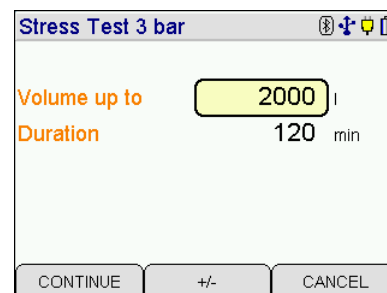 Stress Test 3 bar
Volume up to 2000 l
Duration 120 min
CONTINUE +/- CANCEL